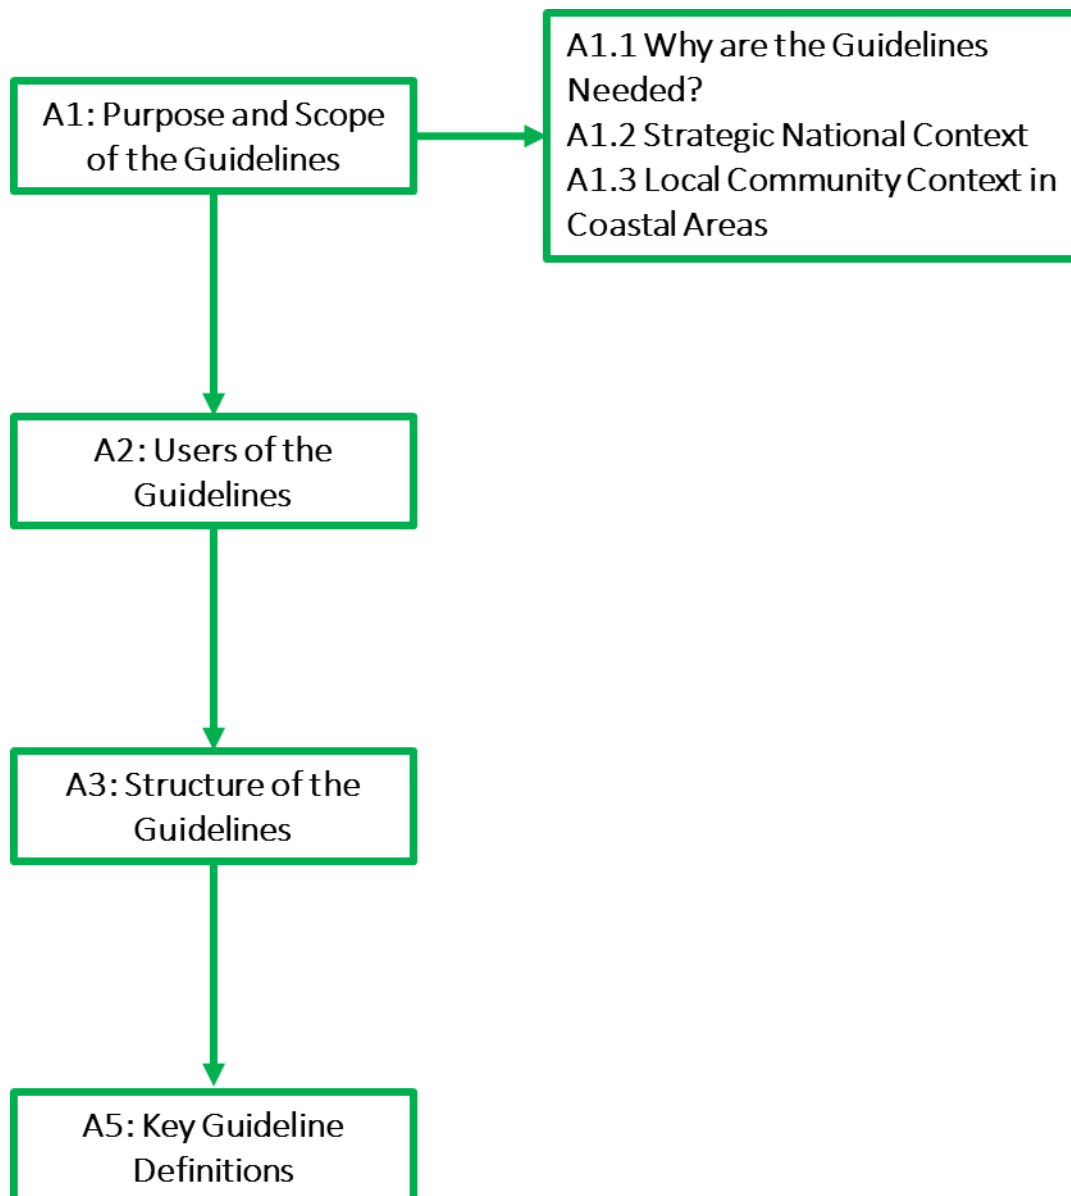 A1: Purpose and Scope
of the Guidelines
A1.1 Why are the Guidelines
Needed?
A1.2 Strategic National Context
A1.3 Local Community Context in
Coastal Areas
A2: Users of the
Guidelines
A3: Structure of the
Guidelines
A5: Key Guideline
Definitions